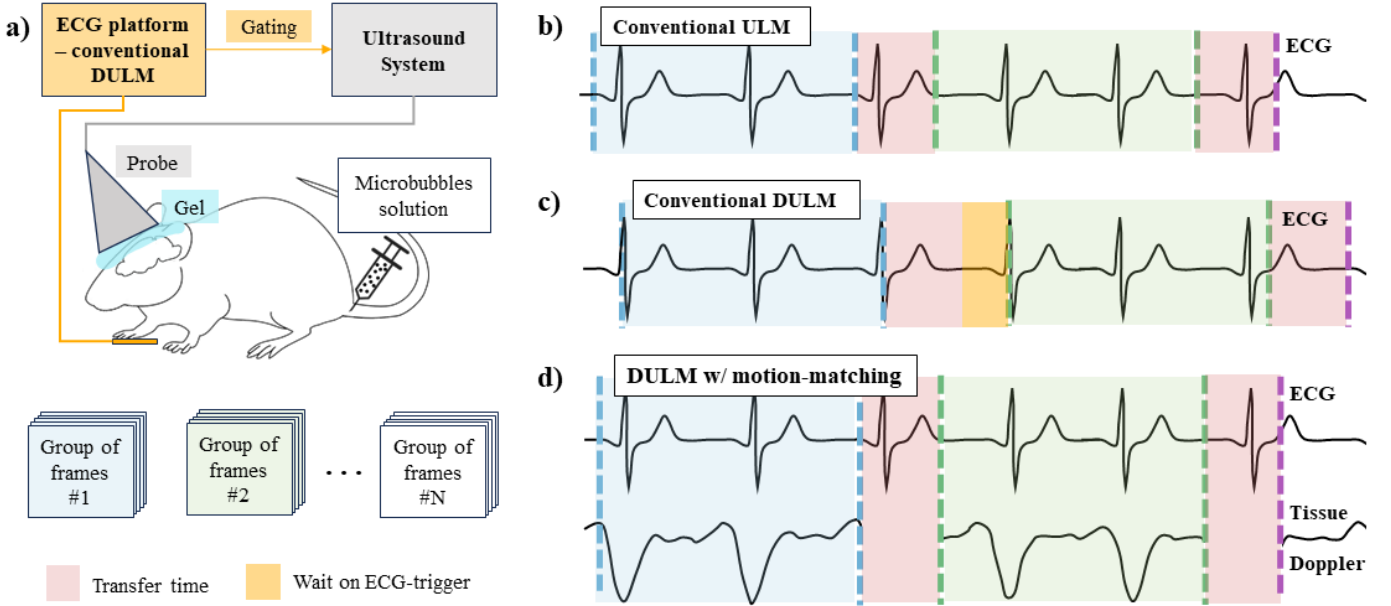 a)
ECG platform
– conventional
DULM
Gating
Ultrasound
System
Probe
Gel
Microbubbles
solution
Group of
frames
#1
Group of
frames
#2
. . .
Group of
frames
#N
Transfer time
Wait on ECG-trigger
b)
Conventional ULM
ECG
c)
Conventional DULM
ECG
d)
DULM w/ motion-matching
ECG
Tissue
Doppler